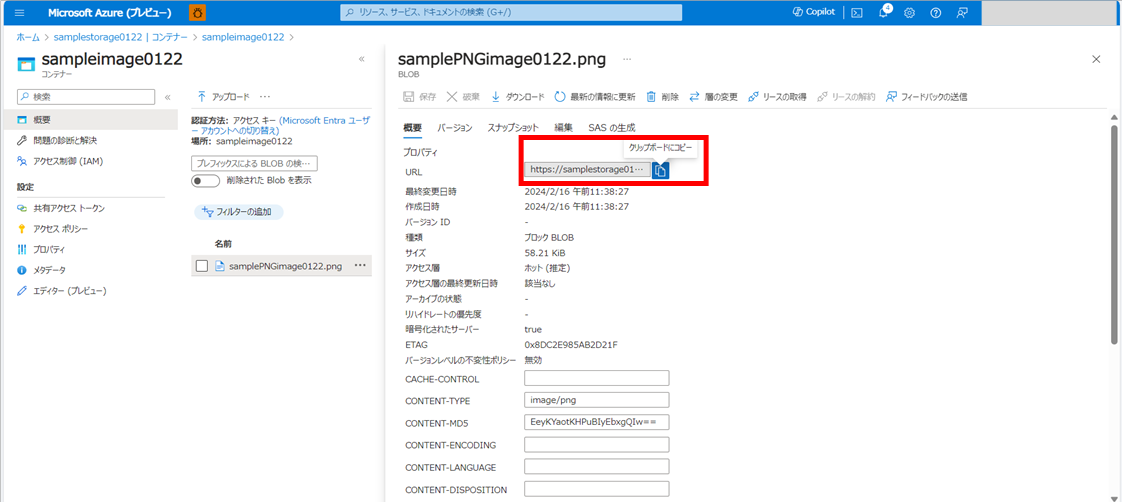 Microsoft Azure (プレビュー)
リソース、サービス、ドキュメントの検索 (G+/)
Copilot
4
ホーム > samplestorage0122 | コンテナー > sampleimage0122 >
sampleimage0122
コンテナー
検索
概要
問題の診断と解決
アクセス制御 (IAM)
設定
共有アクセス トークン
アクセス ポリシー
プロパティ
メタデータ
エディター (プレビュー)
アップロード
認証方法: アクセス キー (Microsoft Entra ユーザ
ー アカウントへの切り替え)
場所: sampleimage0122
プレフィックスによる BLOB の検…
削除された Blob を表示
フィルターの追加
名前
samplePNGimage0122.png
samplePNGimage0122.png
BLOB
保存 破棄 ダウンロード 最新の情報に更新 削除 層の変更 リースの取得 リースの解約 フィードバックの送信
概要 バージョン スナップショット 編集 SAS の生成
クリップボードにコピー
プロパティ
URL https://samplestorage01…
最終変更日時 2024/2/16 午前11:38:27
作成日時 2024/2/16 午前11:38:27
バージョン ID -
種類 ブロック BLOB
サイズ 58.21 KiB
アクセス層 ホット (推定)
アクセス層の最終更新日時 該当なし
アーカイブの状態 -
リハイドレートの優先度 -
暗号化されたサーバー true
ETAG 0x8DC2E985AB2D21F
バージョンレベルの不変性ポリシー 無効
CACHE-CONTROL
CONTENT-TYPE image/png
CONTENT-MD5 EeyKYaotKHPuBIyEbxgQIw==
CONTENT-ENCODING
CONTENT-LANGUAGE
CONTENT-DISPOSITION